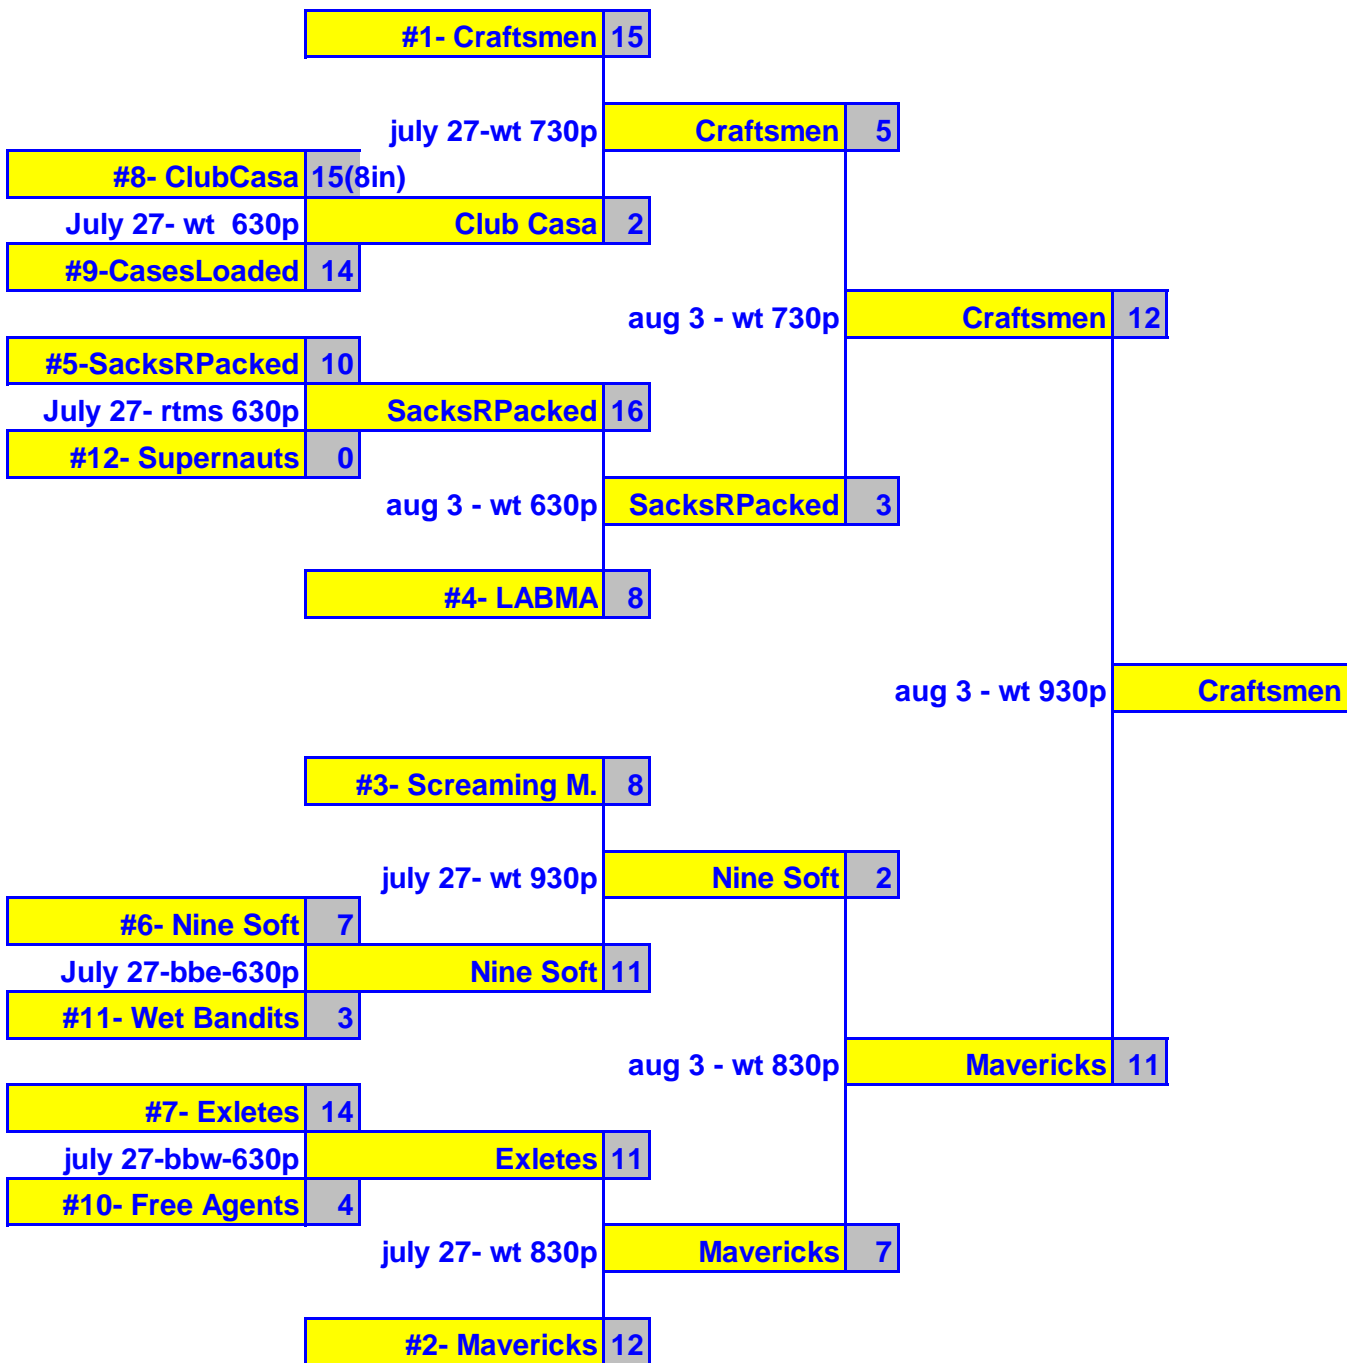 #1- Craftsmen 15
july 27-wt 730p Craftsmen 5
#8- ClubCasa 15(8in)
July 27- wt  630p Club Casa 2
#9-CasesLoaded 14
aug 3 - wt 730p Craftsmen 12
#5-SacksRPacked 10
July 27- rtms 630p SacksRPacked 16
#12- Supernauts 0
aug 3 - wt 630p SacksRPacked 3
#4- LABMA 8
aug 3 - wt 930p Craftsmen
#3- Screaming M. 8
july 27- wt 930p Nine Soft 2
#6- Nine Soft 7
July 27-bbe-630p Nine Soft 11
#11- Wet Bandits 3
aug 3 - wt 830p Mavericks 11
#7- Exletes 14
july 27-bbw-630p Exletes 11
#10- Free Agents 4
july 27- wt 830p Mavericks 7
#2- Mavericks 12